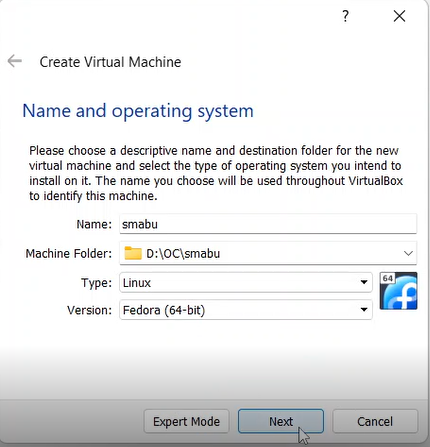 ?
Create Virtual Machine
Name and operating system
Please choose a descriptive name and destination folder for the new
virtual machine and select the type of operating system you intend to
install on it. The name you choose will be used throughout VirtualBox
to identify this machine.
Name: smabu
Machine Folder: D:\OC\smabu
Type: Linux
64
Version: Fedora (64-bit)
Expert Mode Next Cancel